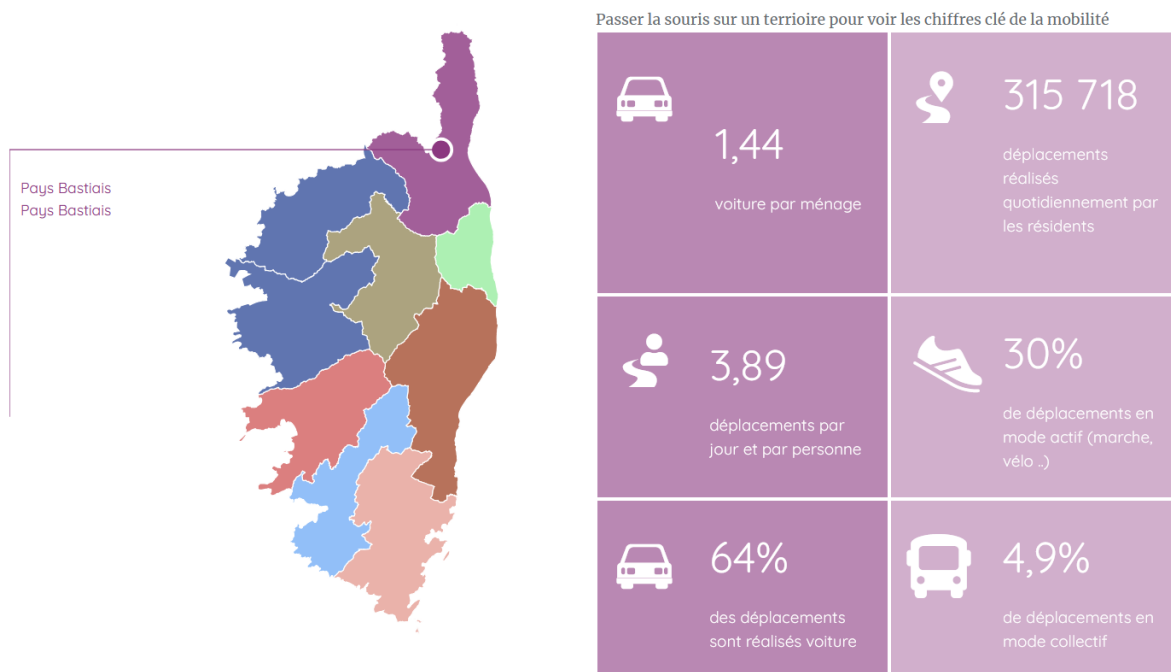 Passer la souris sur un terrioire pour voir les chiffres clé de la mobilité
Pays Bastiais
Pays Bastiais
1,44
voiture par ménage
315 718
déplacements
réalisés
quotidiennement par
les résidents
3,89
déplacements par
jour et par personne
30%
de déplacements en
mode actif (marche,
vélo ..)
64%
des déplacements
sont réalisés voiture
4,9%
de déplacements en
mode collectif